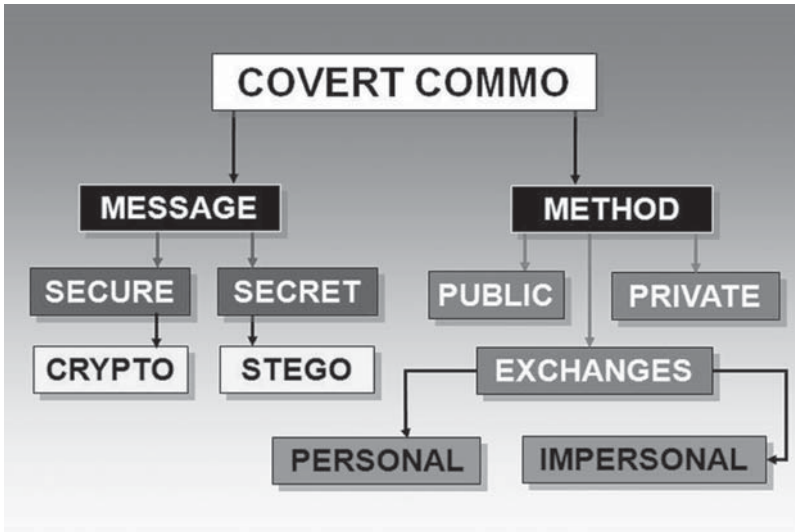 COVERT COMMO
MESSAGE
METHOD
SECURE
SECRET
PUBLIC
PRIVATE
CRYPTO
STEGO
EXCHANGES
PERSONAL
IMPERSONAL